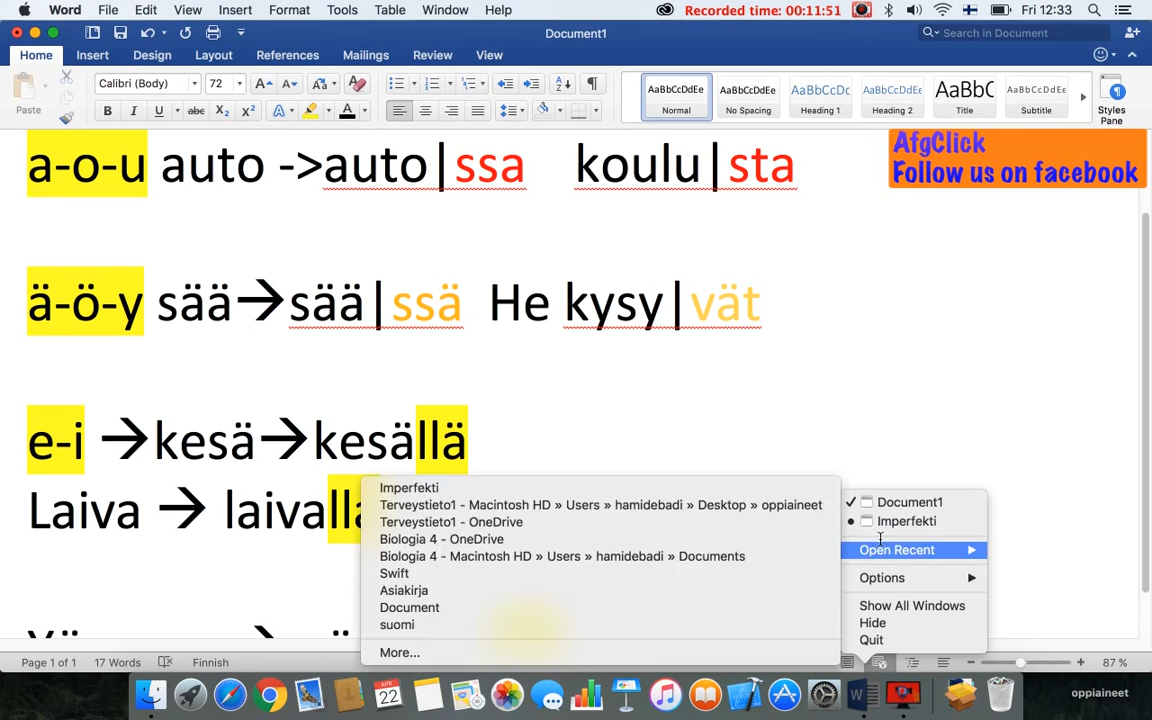 Word File Edit View Insert Format Tools Table Window Help
Recorded time: 00:11:51
Fri 12:33
Document1
Search in Document
Home Insert Design Layout References Mailings Review View
Paste
Calibri (Body) 72
B I U abc X₂ X² A A
AaBbCcDdEe AaBbCcDdEe AaBbCcDc AaBbCcDdEe AaBbC AaBbCcDdEe
Normal No Spacing Heading 1 Heading 2 Title Subtitle
Styles Pane
a-o-u auto ->auto|ssa koulu|sta
AfgClick
Follow us on facebook
ä-ö-y sää→sää|ssä He kysy|vät
e-i →kesä→kesällä
Laiva → laivalla
Imperfekti
Terveystieto1 - Macintosh HD » Users » hamidebadi » Desktop » oppiaineet
Terveystieto1 - OneDrive
Biologia 4 - OneDrive
Biologia 4 - Macintosh HD » Users » hamidebadi » Documents
Swift
Asiakirja
Document
suomi
More...
✓ Document1
• Imperfekti
Open Recent
Options
Show All Windows
Hide
Quit
Page 1 of 1 17 Words Finnish
87 %
APR
22
oppiaineet